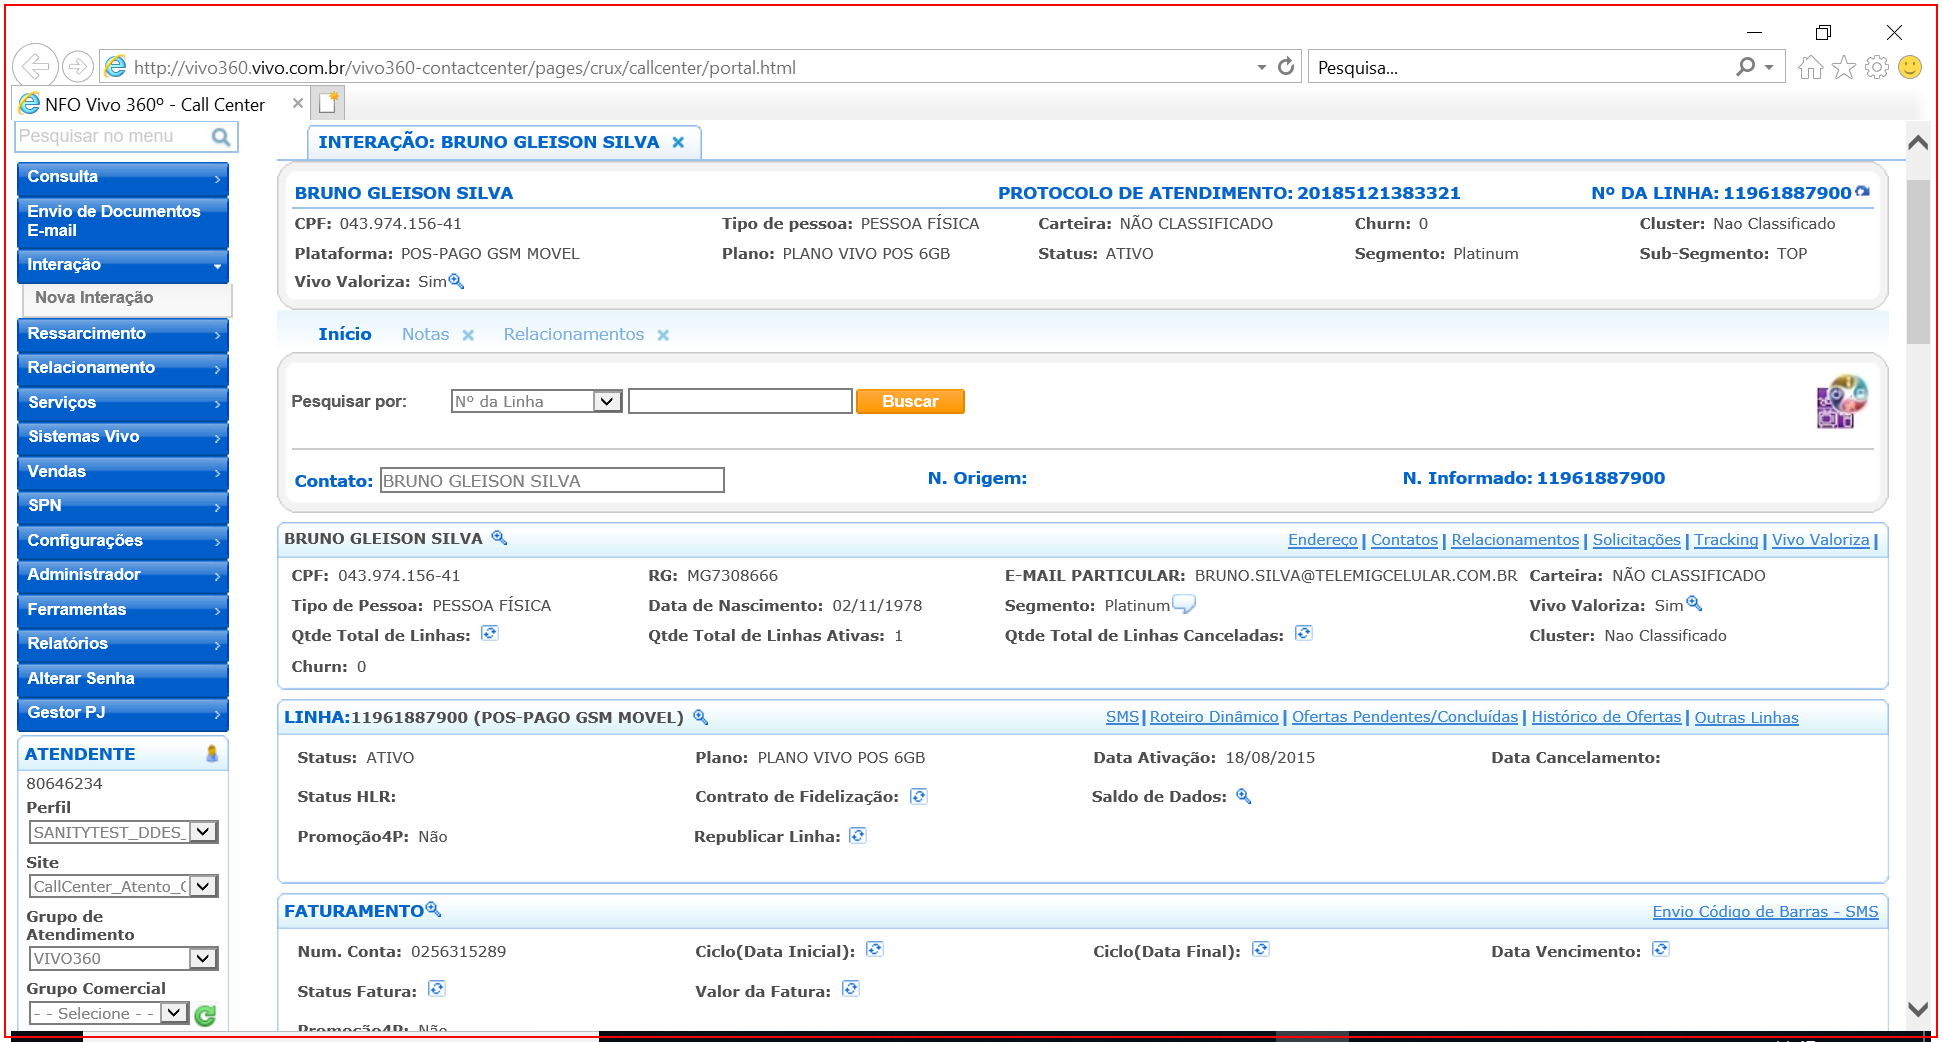 http://vivo360.vivo.com.br/vivo360-contactcenter/pages/crux/callcenter/portal.html
Pesquisa...
NFO Vivo 360º - Call Center
Pesquisar no menu
Consulta
Envio de Documentos
E-mail
Interação
Nova Interação
Ressarcimento
Relacionamento
Serviços
Sistemas Vivo
Vendas
SPN
Configurações
Administrador
Ferramentas
Relatórios
Alterar Senha
Gestor PJ
ATENDENTE
80646234
Perfil
SANITYTEST_DDES_
Site
CallCenter_Atento_
Grupo de
Atendimento
VIVO360
Grupo Comercial
- - Selecione - -
INTERAÇÃO: BRUNO GLEISON SILVA
BRUNO GLEISON SILVA PROTOCOLO DE ATENDIMENTO: 20185121383321 Nº DA LINHA: 11961887900
CPF: 043.974.156-41 Tipo de pessoa: PESSOA FÍSICA Carteira: NÃO CLASSIFICADO Churn: 0 Cluster: Nao Classificado
Plataforma: POS-PAGO GSM MOVEL Plano: PLANO VIVO POS 6GB Status: ATIVO Segmento: Platinum Sub-Segmento: TOP
Vivo Valoriza: Sim
Início Notas Relacionamentos
Pesquisar por: Nº da Linha Buscar
Contato: BRUNO GLEISON SILVA N. Origem: N. Informado: 11961887900
BRUNO GLEISON SILVA Endereço | Contatos | Relacionamentos | Solicitações | Tracking | Vivo Valoriza |
CPF: 043.974.156-41 RG: MG7308666 E-MAIL PARTICULAR: BRUNO.SILVA@TELEMIGCELULAR.COM.BR Carteira: NÃO CLASSIFICADO
Tipo de Pessoa: PESSOA FÍSICA Data de Nascimento: 02/11/1978 Segmento: Platinum Vivo Valoriza: Sim
Qtde Total de Linhas: Qtde Total de Linhas Ativas: 1 Qtde Total de Linhas Canceladas: Cluster: Nao Classificado
Churn: 0
LINHA:11961887900 (POS-PAGO GSM MOVEL) SMS | Roteiro Dinâmico | Ofertas Pendentes/Concluídas | Histórico de Ofertas | Outras Linhas
Status: ATIVO Plano: PLANO VIVO POS 6GB Data Ativação: 18/08/2015 Data Cancelamento:
Status HLR: Contrato de Fidelização: Saldo de Dados:
Promoção4P: Não Republicar Linha:
FATURAMENTO Envio Código de Barras - SMS
Num. Conta: 0256315289 Ciclo(Data Inicial): Ciclo(Data Final): Data Vencimento:
Status Fatura: Valor da Fatura:
Promoção4P: Não